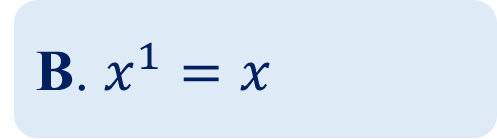 B. x¹ = x